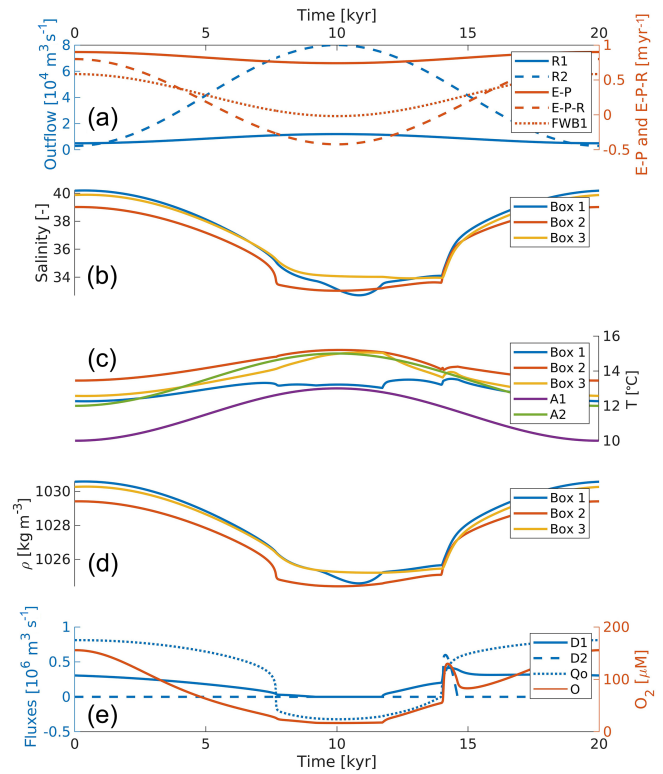 Time [kyr]
0 5 10 15 20
Outflow [10⁴ m³ s⁻¹]
8
6
4
2
0
(a)
R1
R2
E-P
E-P-R
FWB1
1
0.5
0
-0.5
E-P and E-P-R [m yr⁻¹]
Salinity [-]
40
38
36
34
(b)
Box 1
Box 2
Box 3
(c)
Box 1
Box 2
Box 3
A1
A2
16
14
12
10
T [°C]
ρ [kg m⁻³]
1030
1028
1026
(d)
Box 1
Box 2
Box 3
Fluxes [10⁶ m³ s⁻¹]
1
0.5
0
-0.5
(e)
D1
D2
Qo
O
200
100
0
O₂ [μM]
0 5 10 15 20
Time [kyr]